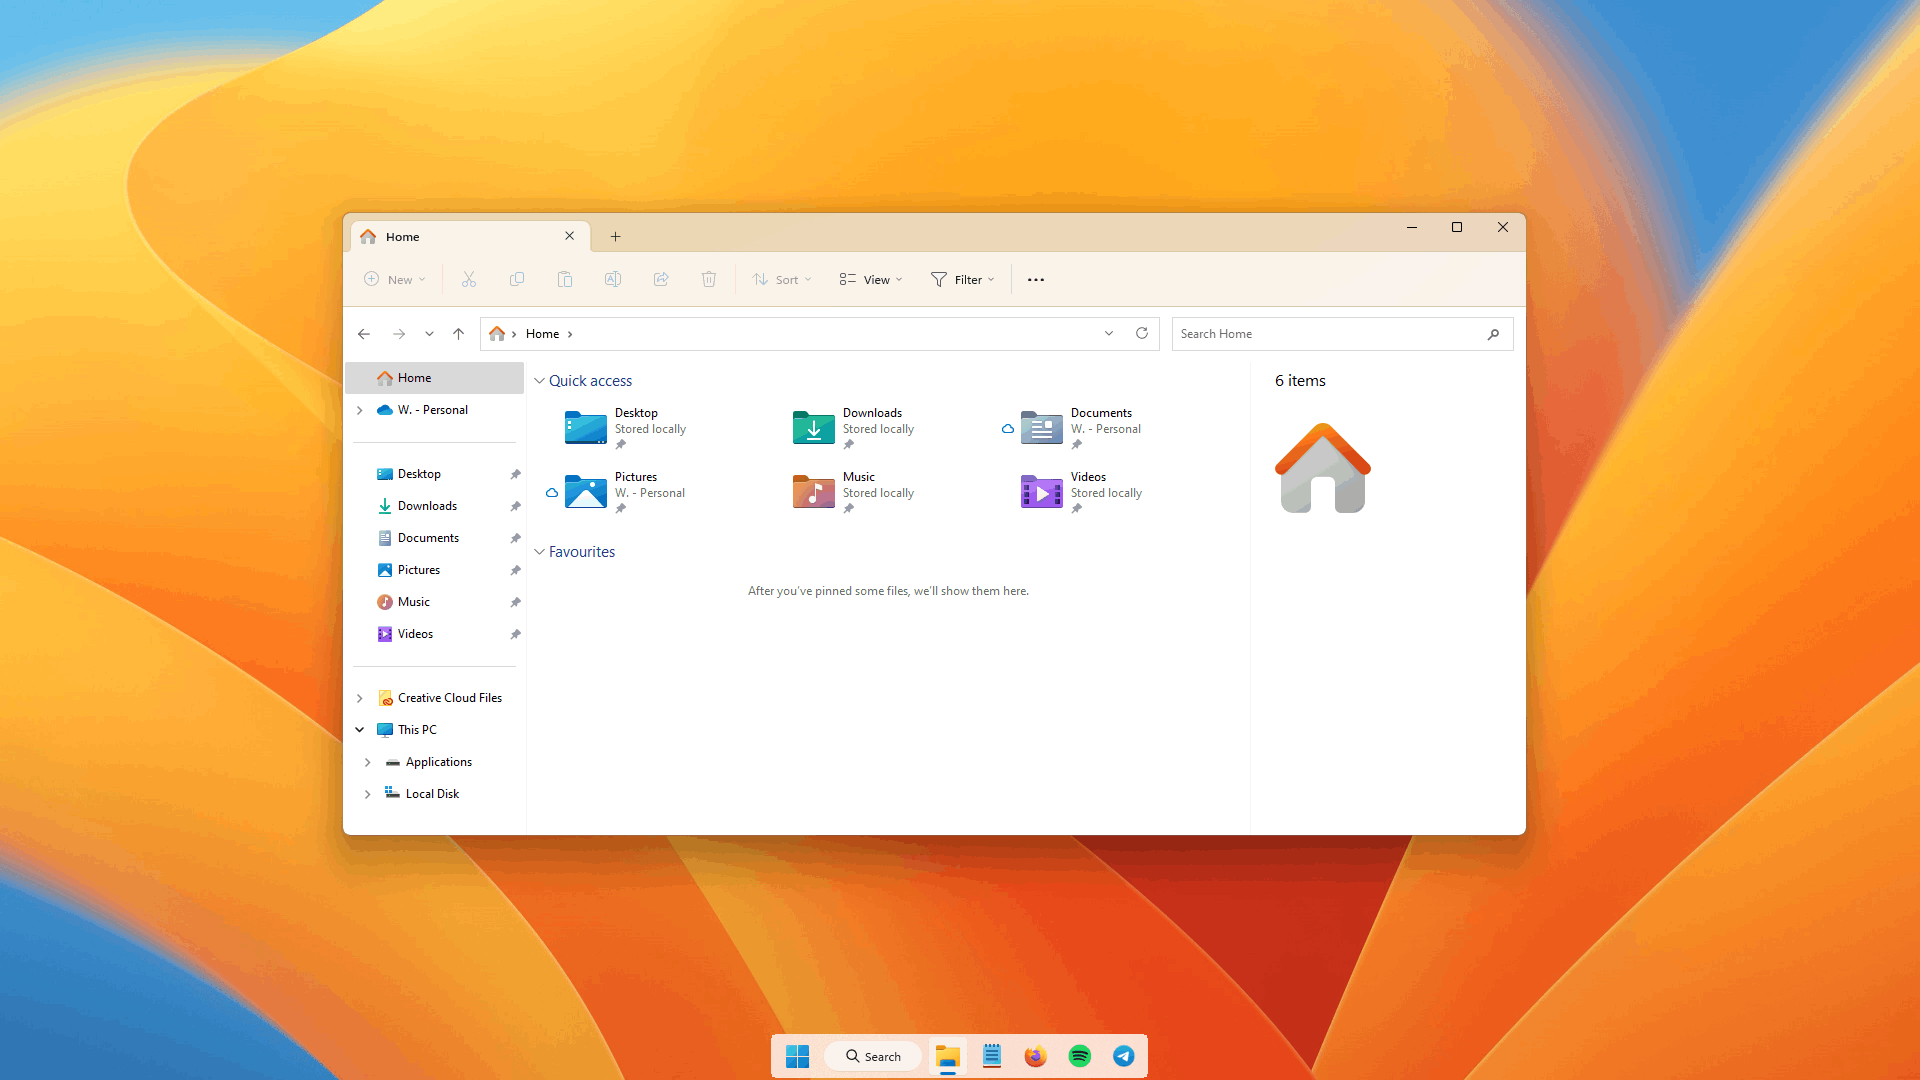 Home
New
Sort
View
Filter
Home
Search Home
Home
W. - Personal
Desktop
Downloads
Documents
Pictures
Music
Videos
Creative Cloud Files
This PC
Applications
Local Disk
Quick access
Desktop
Stored locally
Downloads
Stored locally
Documents
W. - Personal
Pictures
W. - Personal
Music
Stored locally
Videos
Stored locally
Favourites
After you've pinned some files, we'll show them here.
6 items
Search